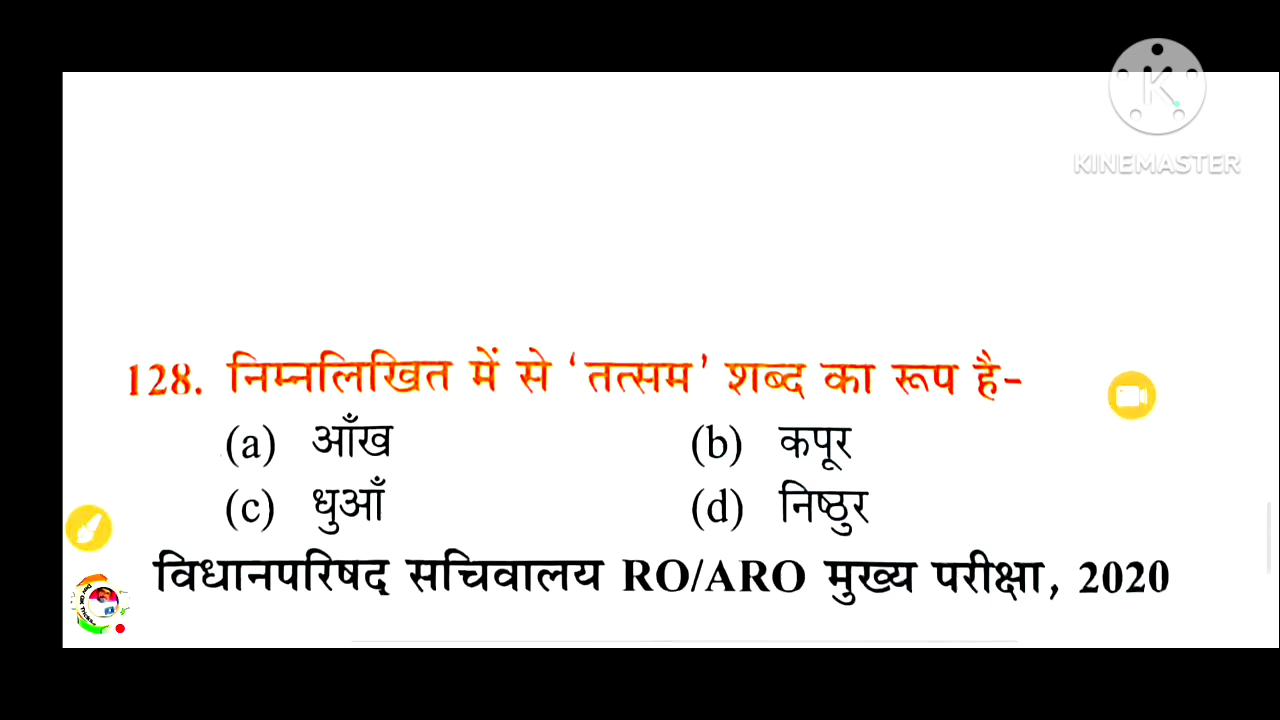 KINEMASTER
128. निम्नलिखित में से ‘तत्सम’ शब्द का रूप है-
(a) आँख (b) कपूर
(c) धुआँ (d) निष्ठुर
विधानपरिषद सचिवालय RO/ARO मुख्य परीक्षा, 2020